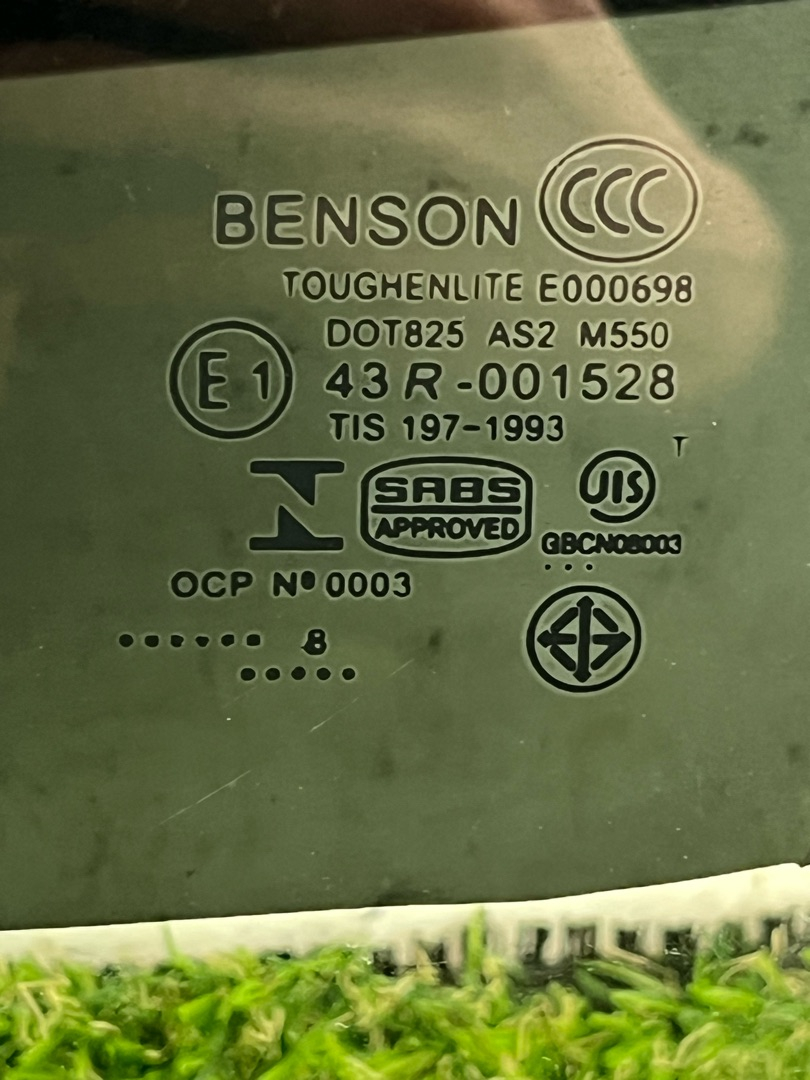 BENSON CCC
TOUGHENLITE E000698
DOT825 AS2 M550
E1 43R-001528
TIS 197-1993
T
SABS
APPROVED
JIS
GBCN08003
OCP Nº 0003
8